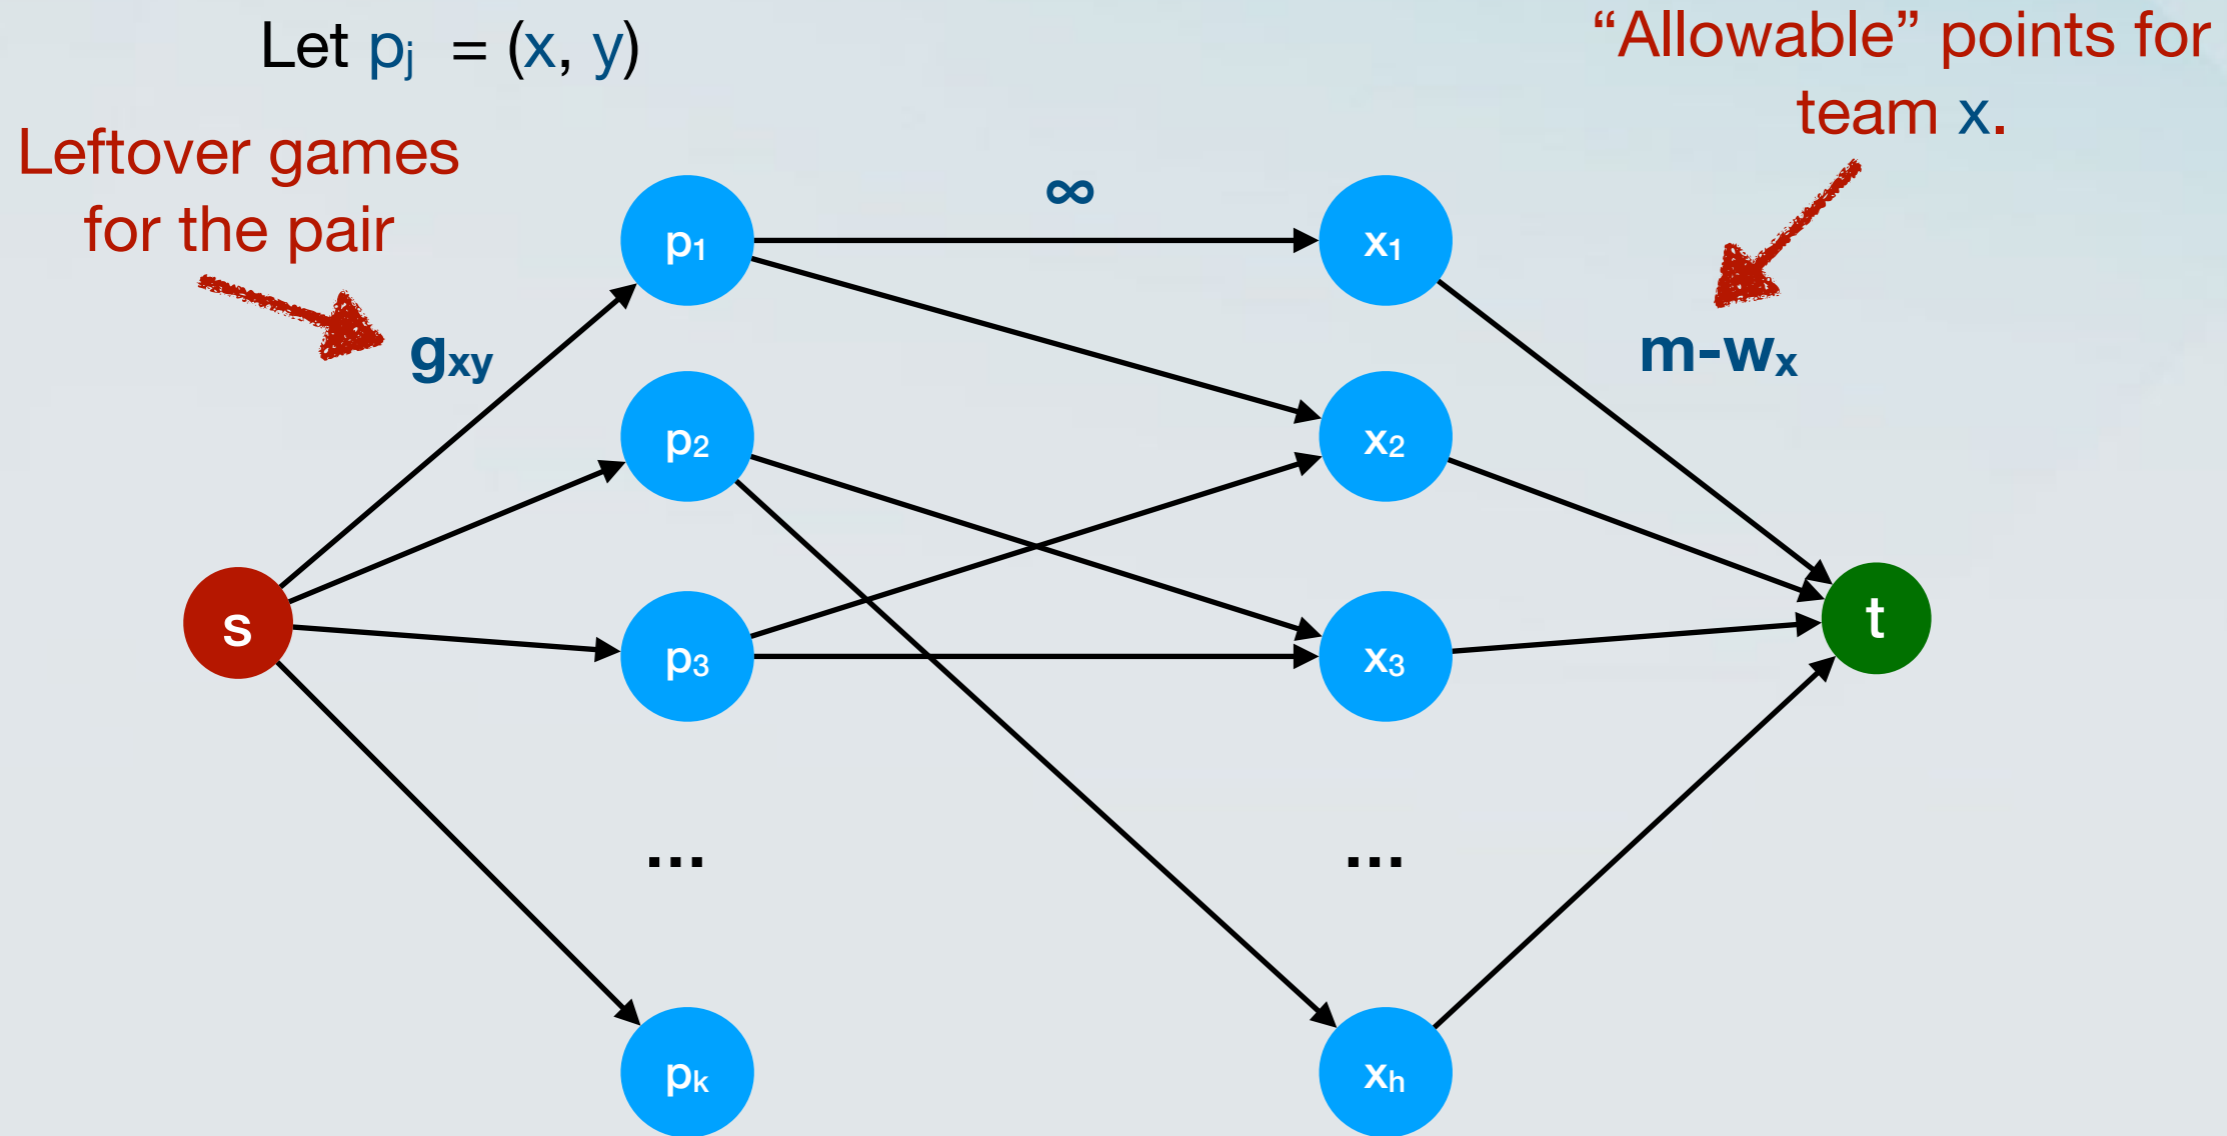 Let pⱼ = (x, y)
“Allowable” points for
team x.
Leftover games
for the pair
∞
p₁
x₁
gₓᵧ
m-wₓ
p₂
x₂
s
p₃
x₃
t
...
...
pₖ
xₕ